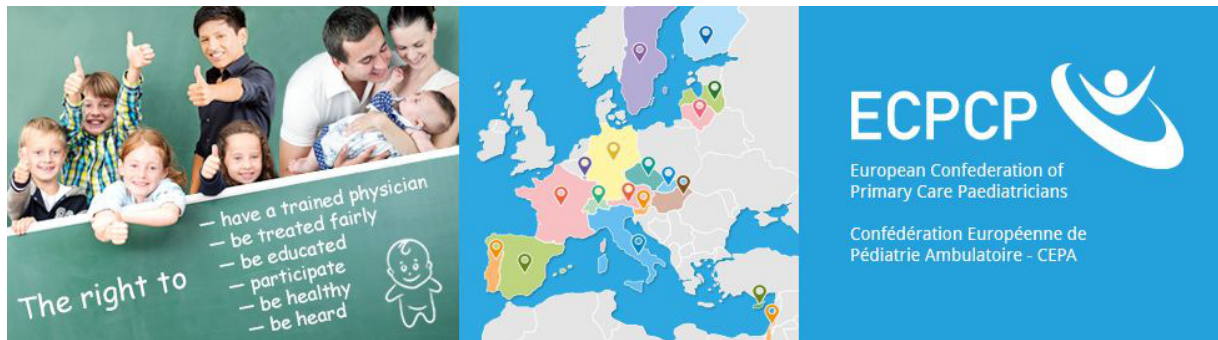 The right to
— have a trained physician
— be treated fairly
— be educated
— participate
— be healthy
— be heard
ECPCP
European Confederation of
Primary Care Paediatricians
Confédération Européenne de
Pédiatrie Ambulatoire - CEPA